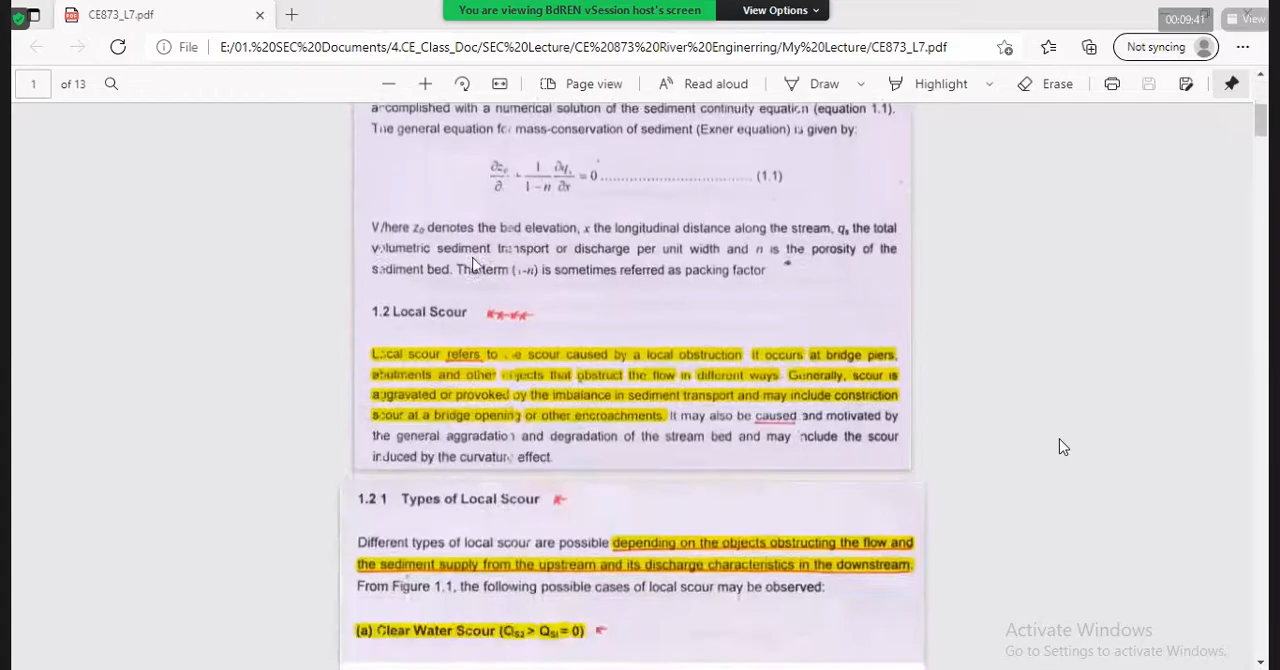 CE873_L7.pdf
You are viewing BdREN vSession host's screen
View Options
00:09:41
View
File
E:/01.%20SEC%20Documents/4.CE_Class_Doc/SEC%20Lecture/CE%20873%20River%20Enginerring/My%20Lecture/CE873_L7.pdf
Not syncing
1 of 13
Page view
Read aloud
Draw
Highlight
Erase
accomplished with a numerical solution of the sediment continuity equation (equation 1.1).
The general equation for mass-conservation of sediment (Exner equation) is given by:
= 0 ........................................ (1.1)
Where z₀ denotes the bed elevation, x the longitudinal distance along the stream, qs the total
volumetric sediment transport or discharge per unit width and n is the porosity of the
sediment bed. The term (1-n) is sometimes referred as packing factor
1.2 Local Scour
Local scour refers to the scour caused by a local obstruction It occurs at bridge piers,
abutments and other objects that obstruct the flow in different ways. Generally, scour is
aggravated or provoked by the imbalance in sediment transport and may include constriction
scour at a bridge opening or other encroachments. It may also be caused and motivated by
the general aggradation and degradation of the stream bed and may include the scour
induced by the curvature effect.
1.2 1 Types of Local Scour
Different types of local scour are possible depending on the objects obstructing the flow and
the sediment supply from the upstream and its discharge characteristics in the downstream.
From Figure 1.1, the following possible cases of local scour may be observed:
(a) Clear Water Scour (QS2 > QS1 = 0)
Activate Windows
Go to Settings to activate Windows.